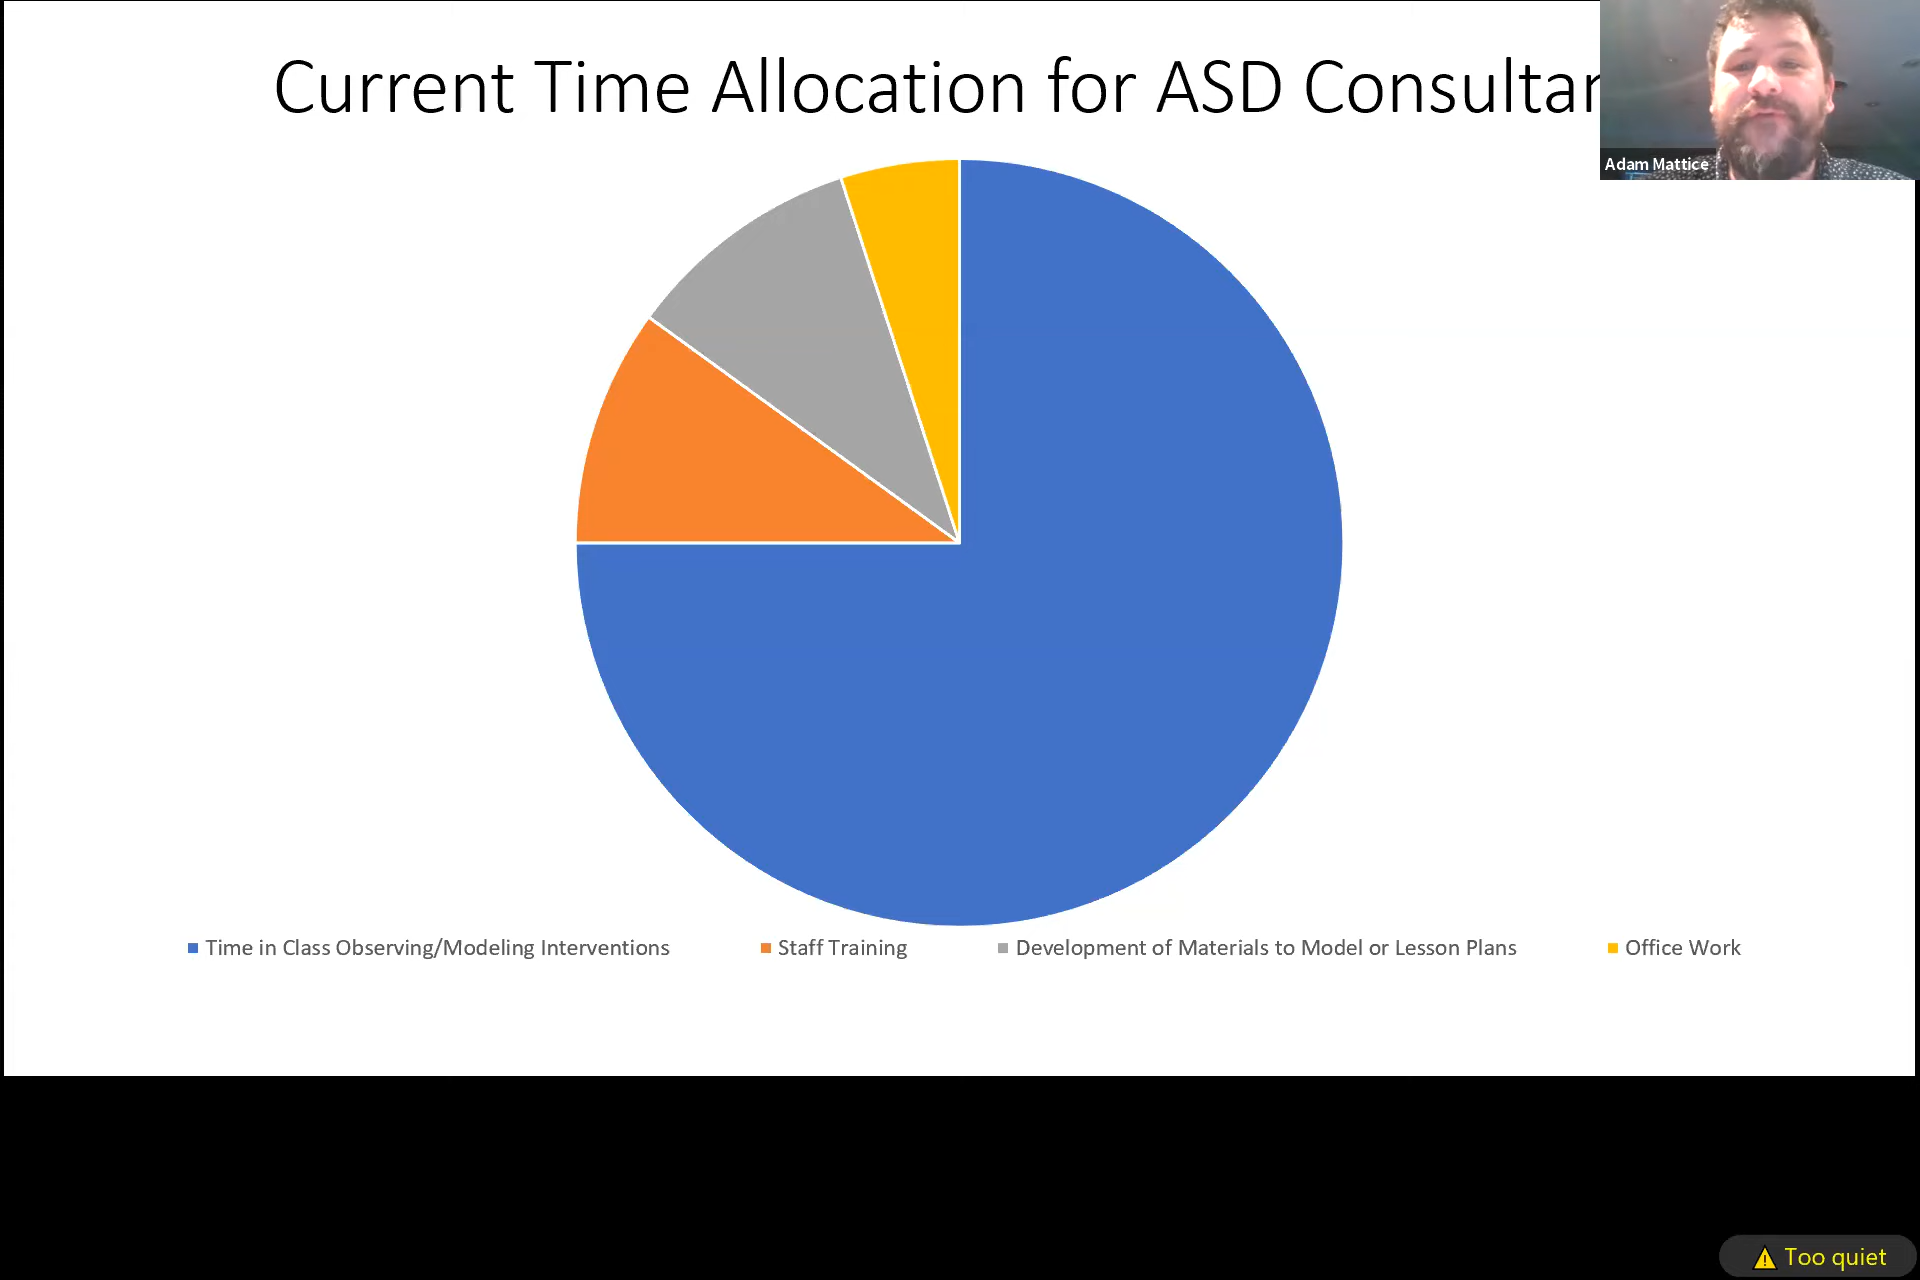 Current Time Allocation for ASD Consultan
Adam Mattice
Time in Class Observing/Modeling Interventions
Staff Training
Development of Materials to Model or Lesson Plans
Office Work
Too quiet